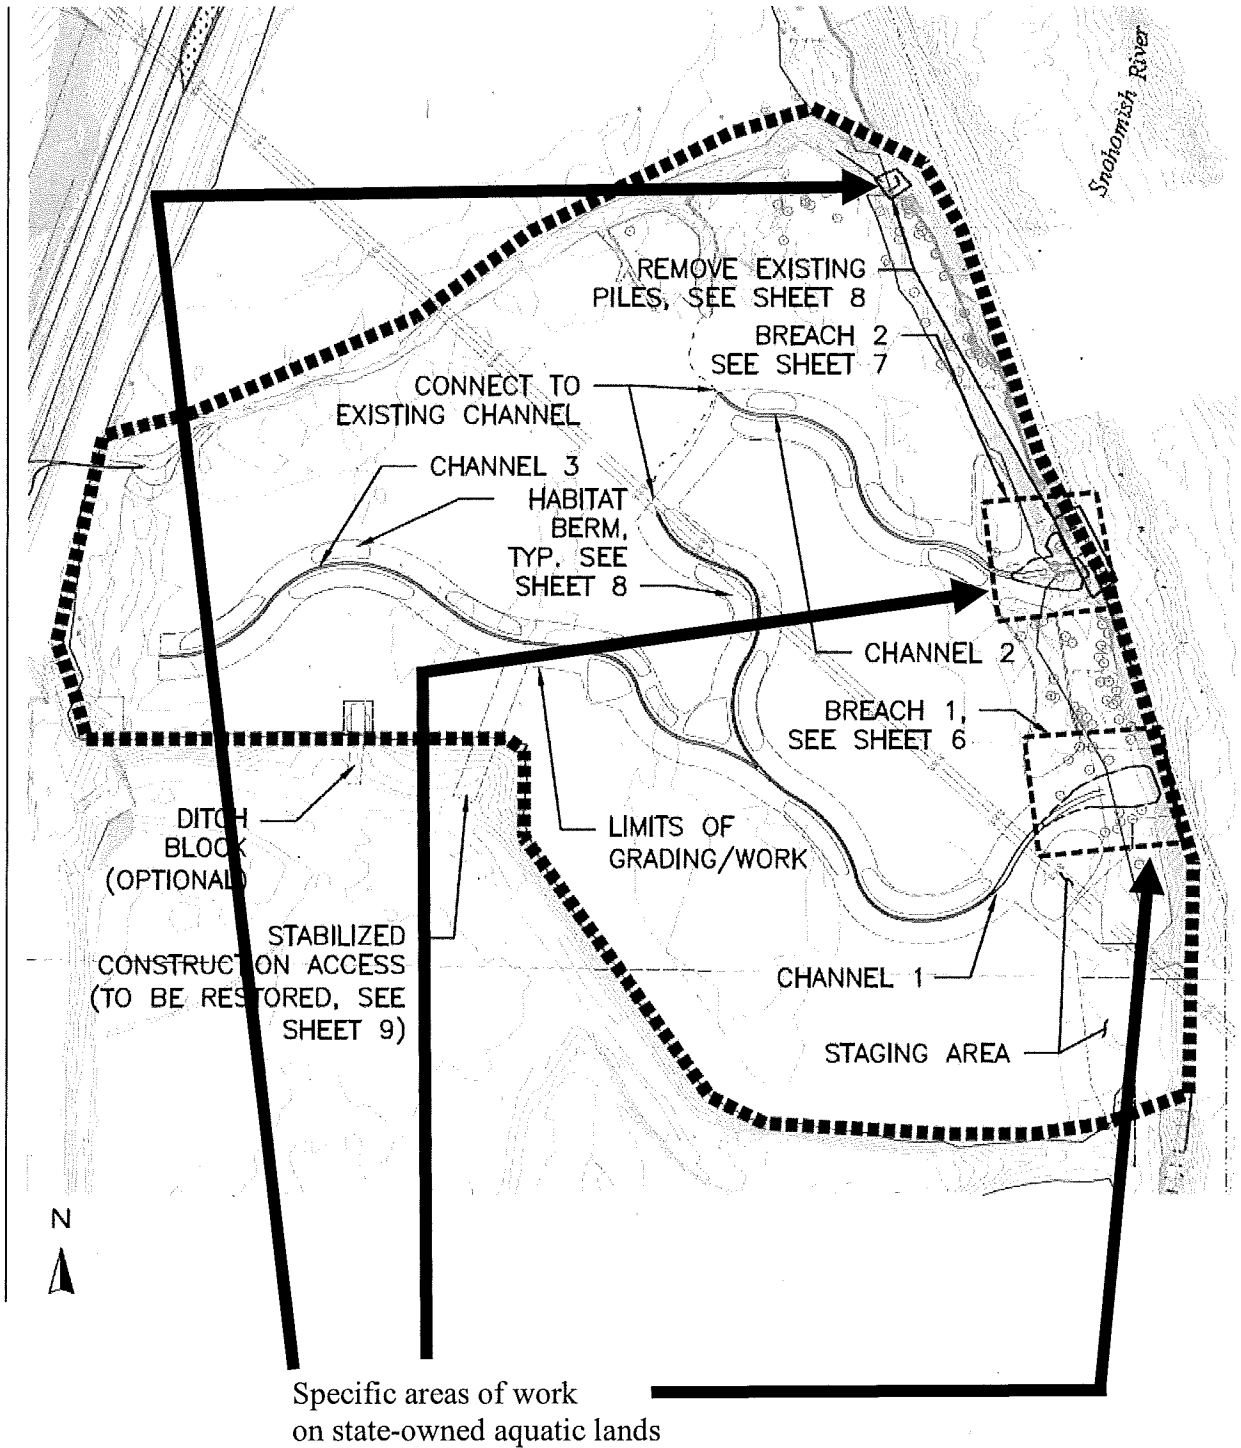 Snohomish River
REMOVE EXISTING
PILES, SEE SHEET 8
BREACH 2
SEE SHEET 7
CONNECT TO
EXISTING CHANNEL
CHANNEL 3
HABITAT
BERM,
TYP. SEE
SHEET 8
CHANNEL 2
BREACH 1,
SEE SHEET 6
DITCH
BLOCK
(OPTIONAL)
LIMITS OF
GRADING/WORK
STABILIZED
CONSTRUCTION ACCESS
(TO BE RESTORED, SEE
SHEET 9)
CHANNEL 1
STAGING AREA
N
Specific areas of work
on state-owned aquatic lands